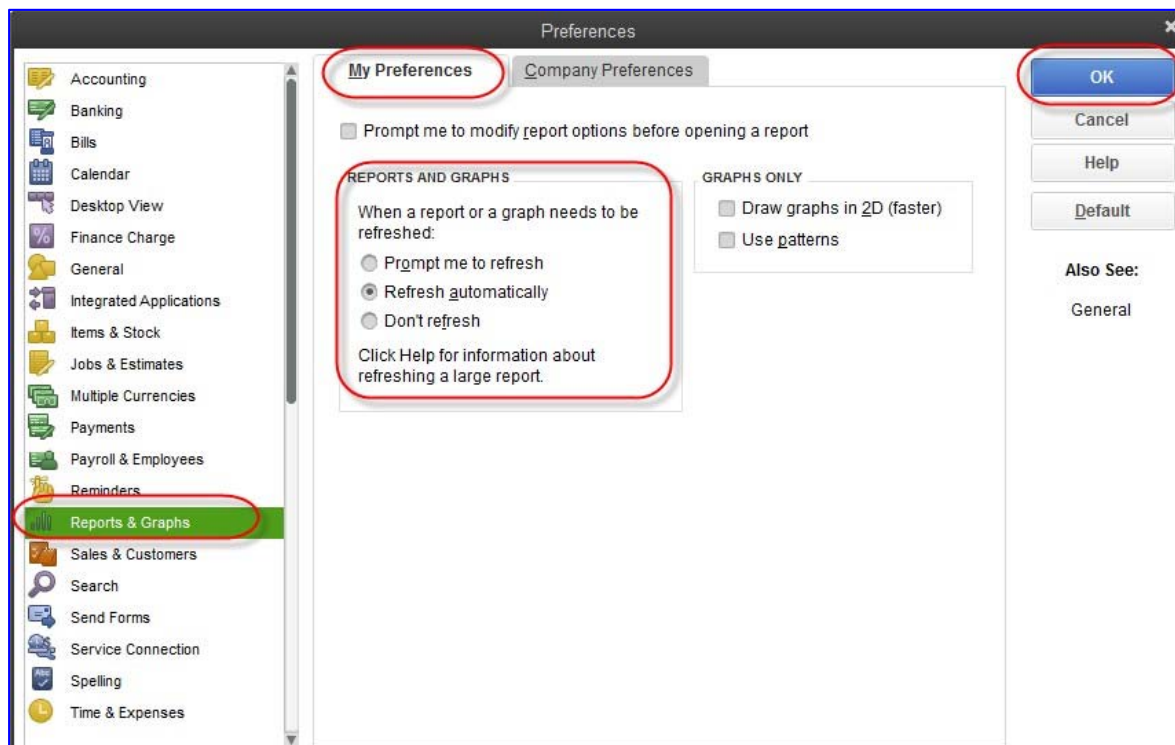 Preferences
Accounting
Banking
Bills
Calendar
Desktop View
Finance Charge
General
Integrated Applications
Items & Stock
Jobs & Estimates
Multiple Currencies
Payments
Payroll & Employees
Reminders
Reports & Graphs
Sales & Customers
Search
Send Forms
Service Connection
Spelling
Time & Expenses
My Preferences
Company Preferences
Prompt me to modify report options before opening a report
REPORTS AND GRAPHS
When a report or a graph needs to be
refreshed:
Prompt me to refresh
Refresh automatically
Don't refresh
Click Help for information about
refreshing a large report.
GRAPHS ONLY
Draw graphs in 2D (faster)
Use patterns
OK
Cancel
Help
Default
Also See:
General